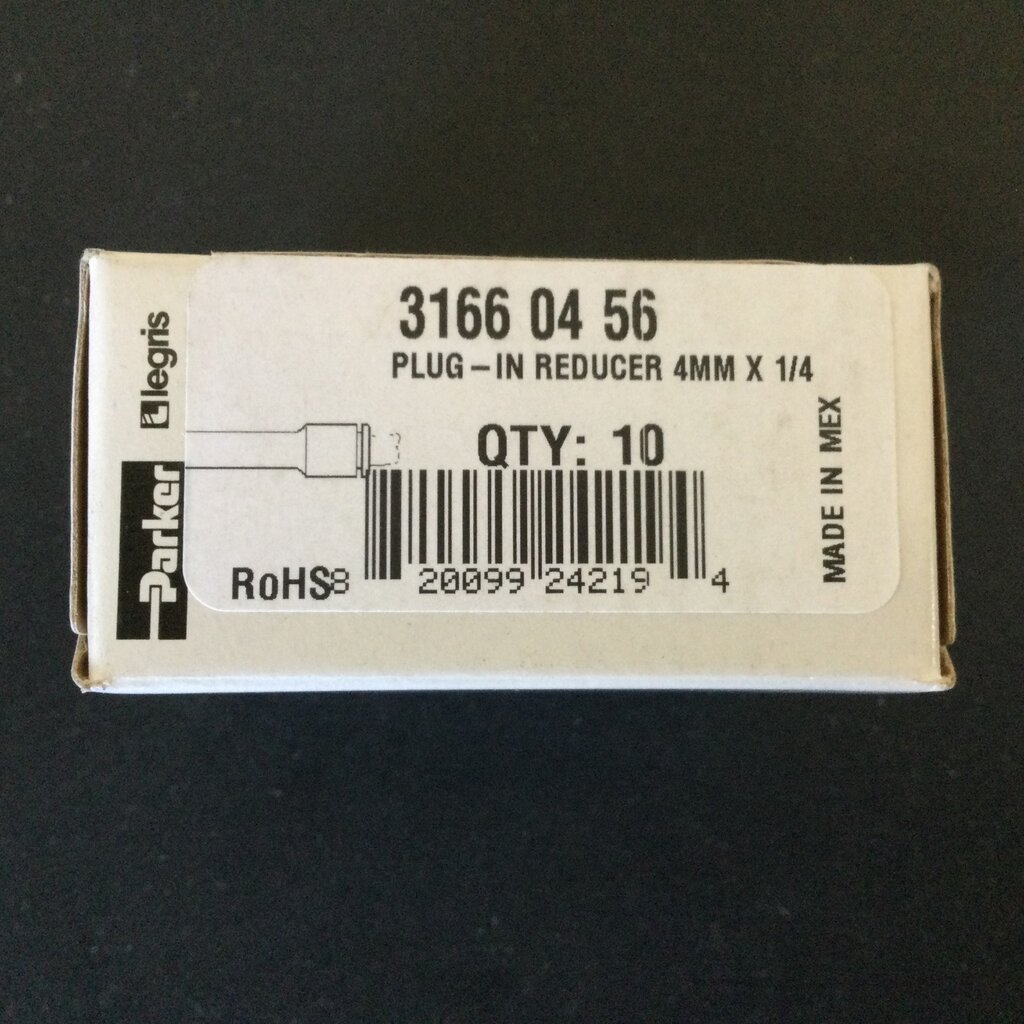 3166 04 56
PLUG-IN REDUCER 4MM X 1/4
QTY: 10
RoHS
8 20099 24219 4
MADE IN MEX
legris
Parker